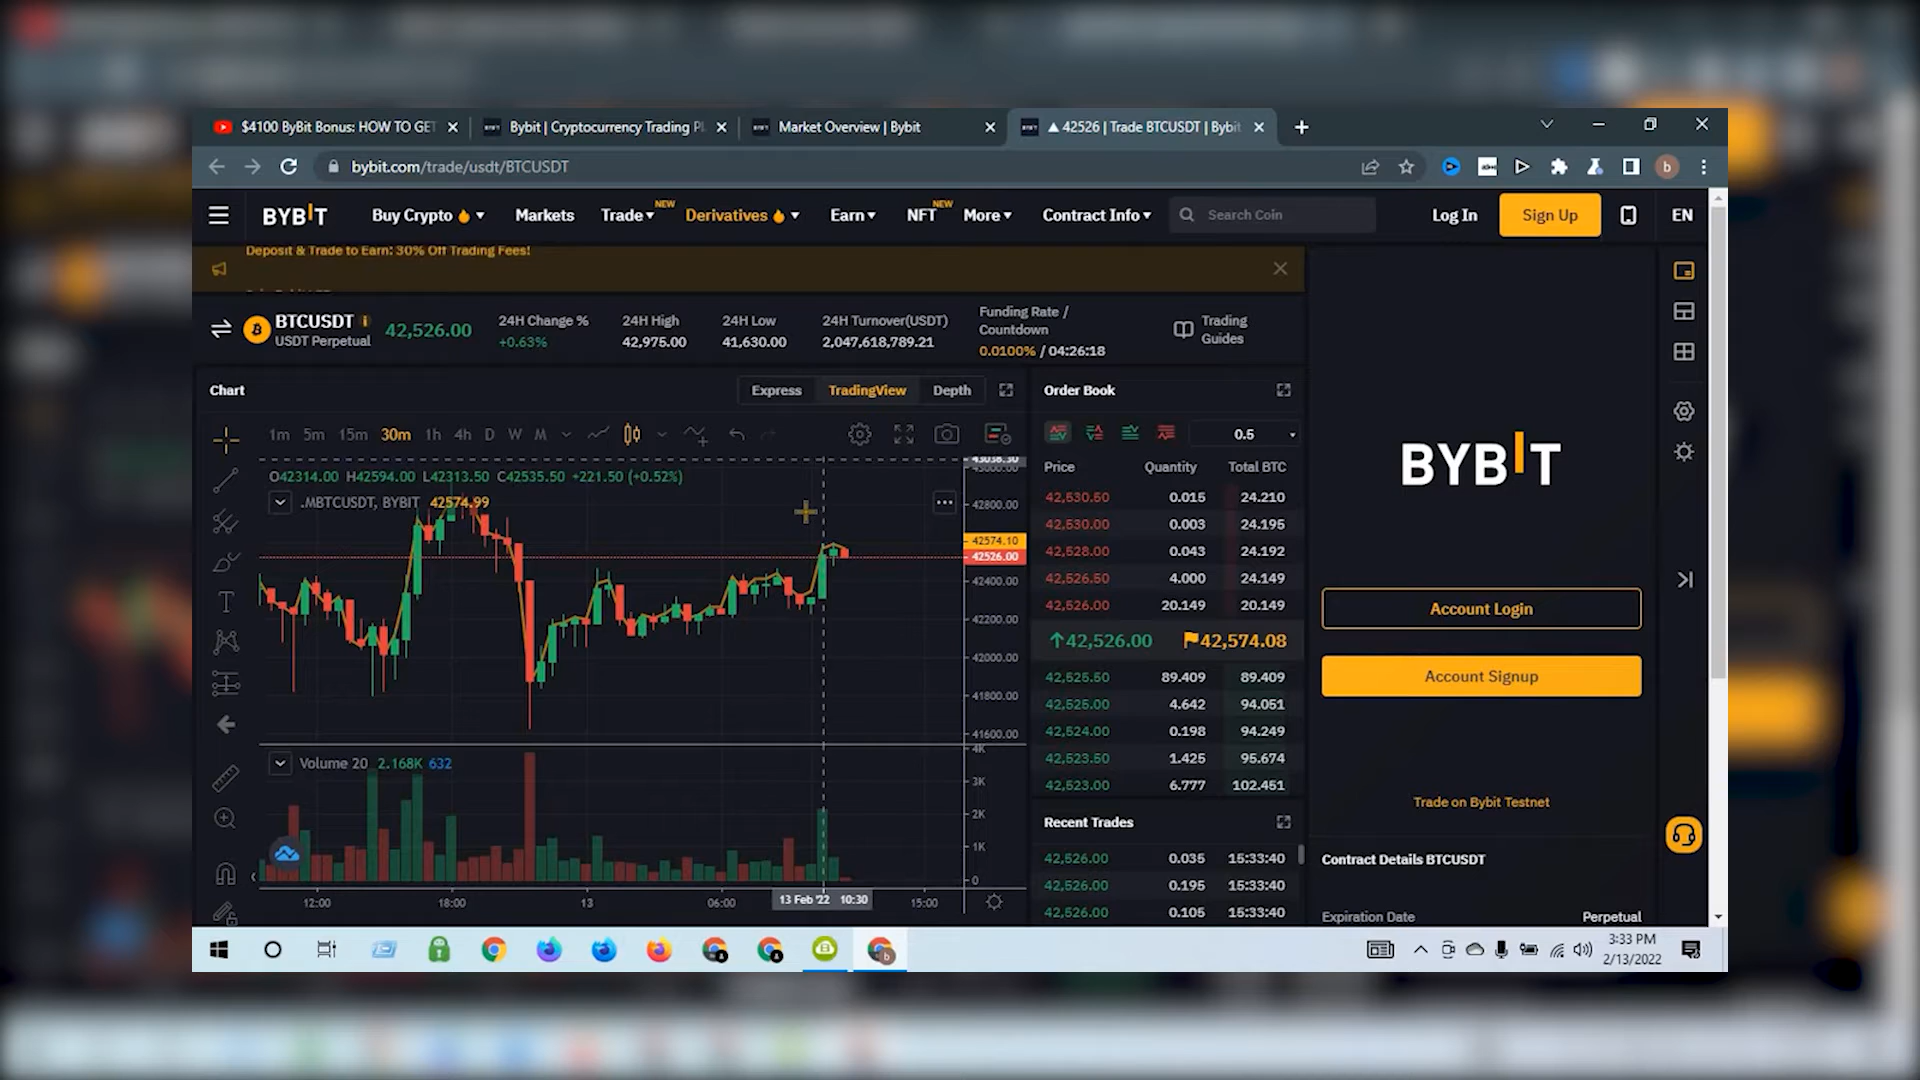 $4100 ByBit Bonus: HOW TO GET
Bybit | Cryptocurrency Trading Pl
Market Overview | Bybit
▲ 42526 | Trade BTCUSDT | Bybit
bybit.com/trade/usdt/BTCUSDT
b
BYBIT
Buy Crypto
Markets
Trade
NEW
Derivatives
Earn
NFT
NEW
More
Contract Info
Search Coin
Log In
Sign Up
EN
Deposit & Trade to Earn: 30% Off Trading Fees!
BTCUSDT
USDT Perpetual
42,526.00
24H Change %
+0.63%
24H High
42,975.00
24H Low
41,630.00
24H Turnover(USDT)
2,047,618,789.21
Funding Rate /
Countdown
0.0100% / 04:26:18
Trading
Guides
Chart
Express
TradingView
Depth
1m 5m 15m 30m 1h 4h D W M
O42314.00 H42594.00 L42313.50 C42535.50 +221.50 (+0.52%)
.MBTCUSDT, BYBIT 42574.99
43038.30
43000.00
42800.00
42574.10
42526.00
42400.00
42200.00
42000.00
41800.00
41600.00
Volume 20 2.168K 632
4K
3K
2K
1K
0
12:00 18:00 13 06:00 13 Feb '22 10:30 15:00
Order Book
0.5
Price Quantity Total BTC
42,530.50 0.015 24.210
42,530.00 0.003 24.195
42,528.00 0.043 24.192
42,526.50 4.000 24.149
42,526.00 20.149 20.149
↑42,526.00 42,574.08
42,525.50 89.409 89.409
42,525.00 4.642 94.051
42,524.00 0.198 94.249
42,523.50 1.425 95.674
42,523.00 6.777 102.451
Recent Trades
42,526.00 0.035 15:33:40
42,526.00 0.195 15:33:40
42,526.00 0.105 15:33:40
BYBIT
Account Login
Account Signup
Trade on Bybit Testnet
Contract Details BTCUSDT
Expiration Date Perpetual
3:33 PM
2/13/2022